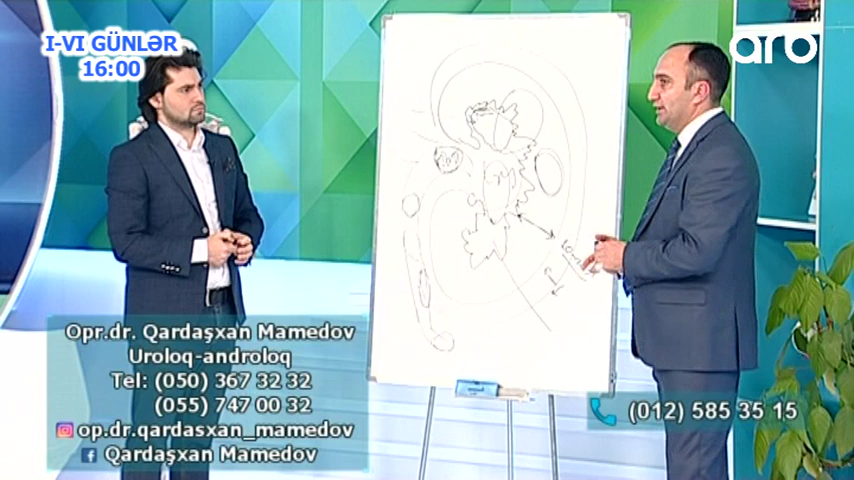 I-VI GÜNLƏR
16:00
aro
Opr.dr. Qardaşxan Mamedov
Uroloq-androloq
Tel: (050) 367 32 32
(055) 747 00 32
op.dr.qardasxan_mamedov
Qardaşxan Mamedov
(012) 585 35 15